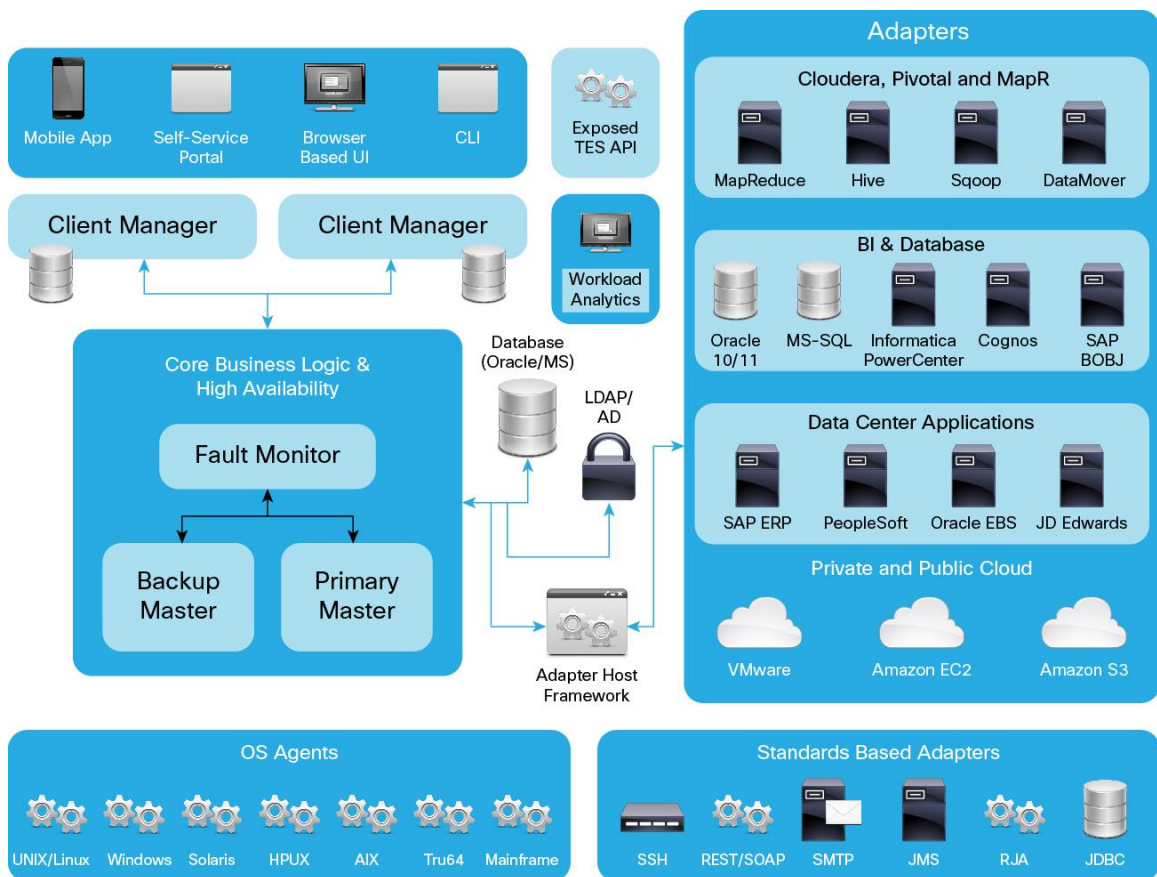 Mobile App
Self-Service
Portal
Browser
Based UI
CLI
Exposed
TES API
Client Manager
Client Manager
Workload
Analytics
Core Business Logic &
High Availability
Fault Monitor
Backup
Master
Primary
Master
Database
(Oracle/MS)
LDAP/
AD
Adapter Host
Framework
Adapters
Cloudera, Pivotal and MapR
MapReduce
Hive
Sqoop
DataMover
BI & Database
Oracle
10/11
MS-SQL
Informatica
PowerCenter
Cognos
SAP
BOBJ
Data Center Applications
SAP ERP
PeopleSoft
Oracle EBS
JD Edwards
Private and Public Cloud
VMware
Amazon EC2
Amazon S3
OS Agents
UNIX/Linux
Windows
Solaris
HPUX
AIX
Tru64
Mainframe
Standards Based Adapters
SSH
REST/SOAP
SMTP
JMS
RJA
JDBC